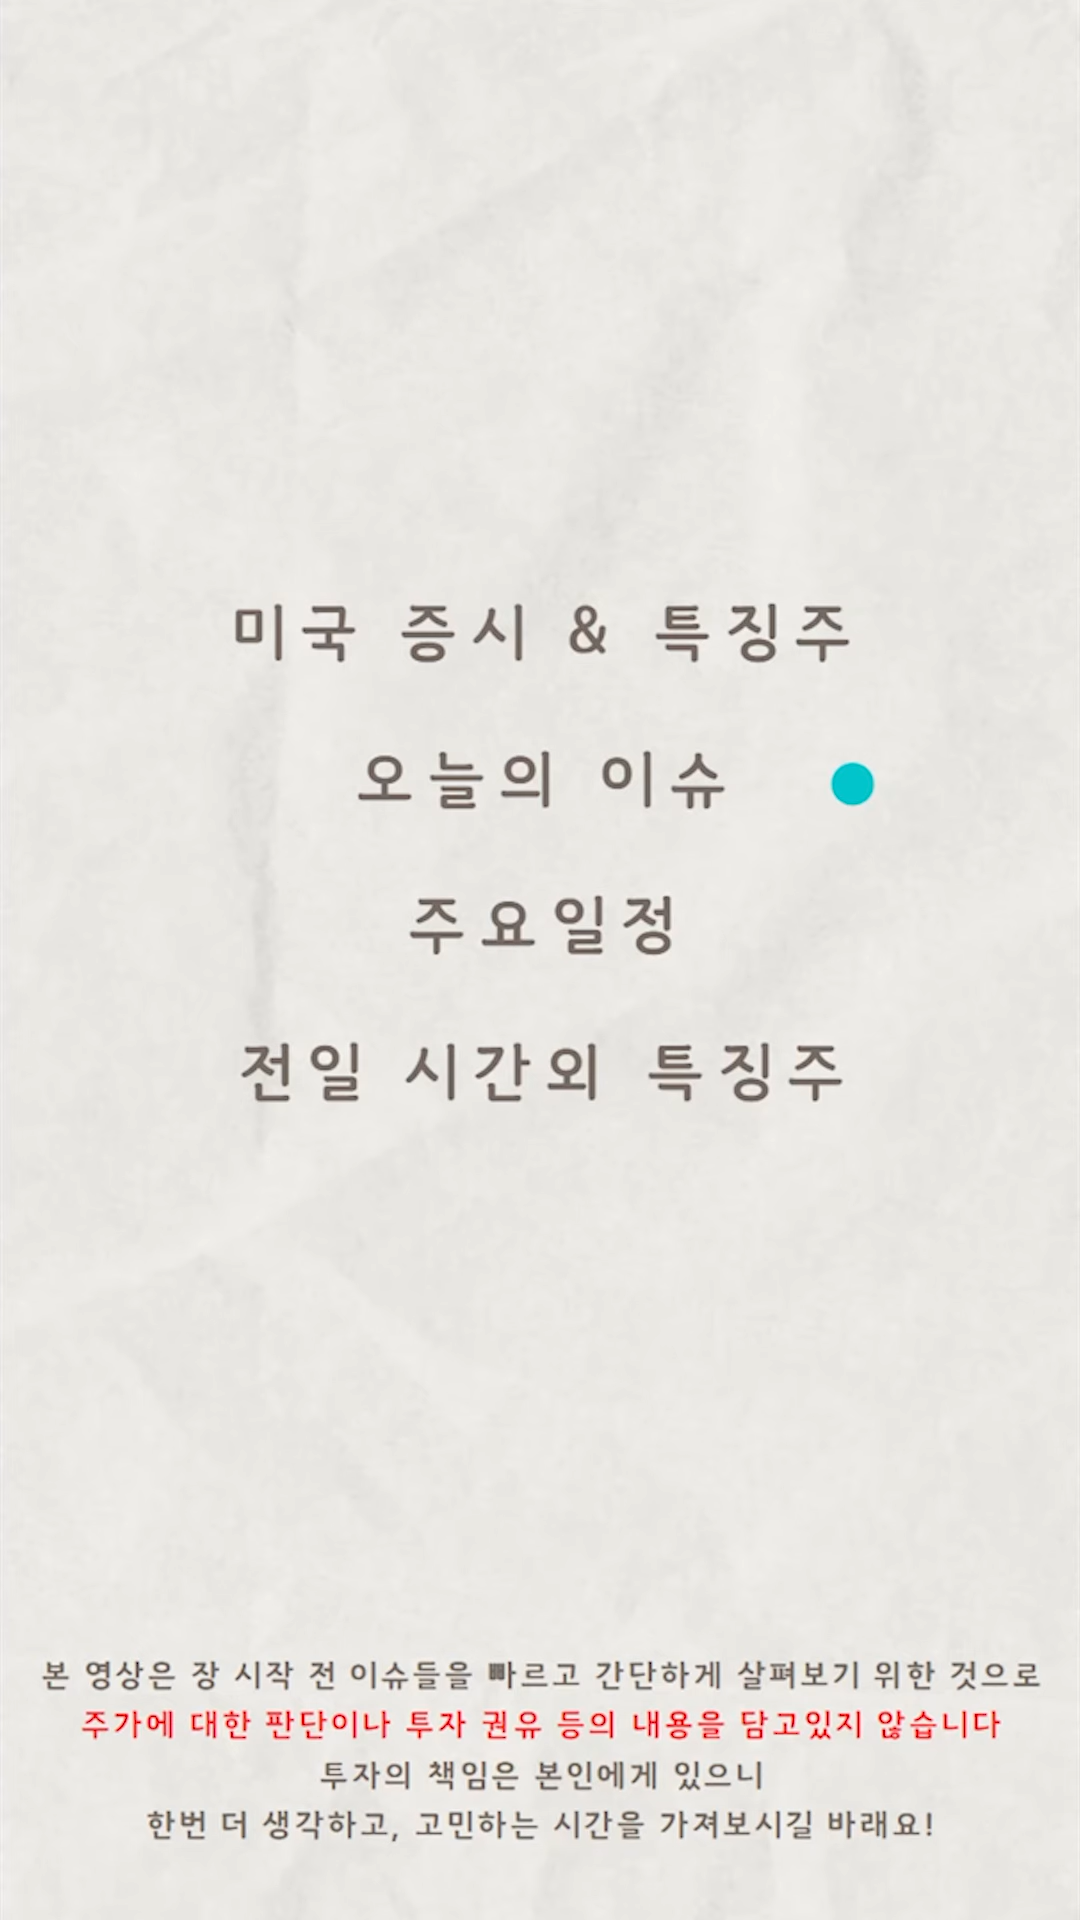 미국 증시 & 특징주
오늘의 이슈
주요일정
전일 시간외 특징주
본 영상은 장 시작 전 이슈들을 빠르고 간단하게 살펴보기 위한 것으로
주가에 대한 판단이나 투자 권유 등의 내용을 담고있지 않습니다
투자의 책임은 본인에게 있으니
한번 더 생각하고, 고민하는 시간을 가져보시길 바래요!